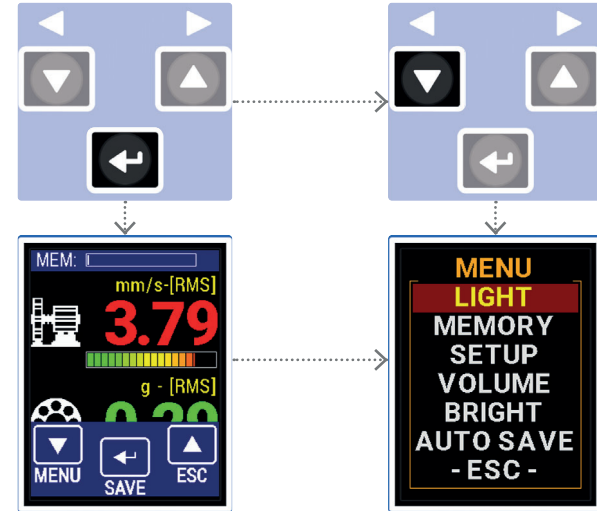 MEM:
mm/s-[RMS]
3.79
g - [RMS]
MENU
SAVE
ESC
MENU
LIGHT
MEMORY
SETUP
VOLUME
BRIGHT
AUTO SAVE
- ESC -